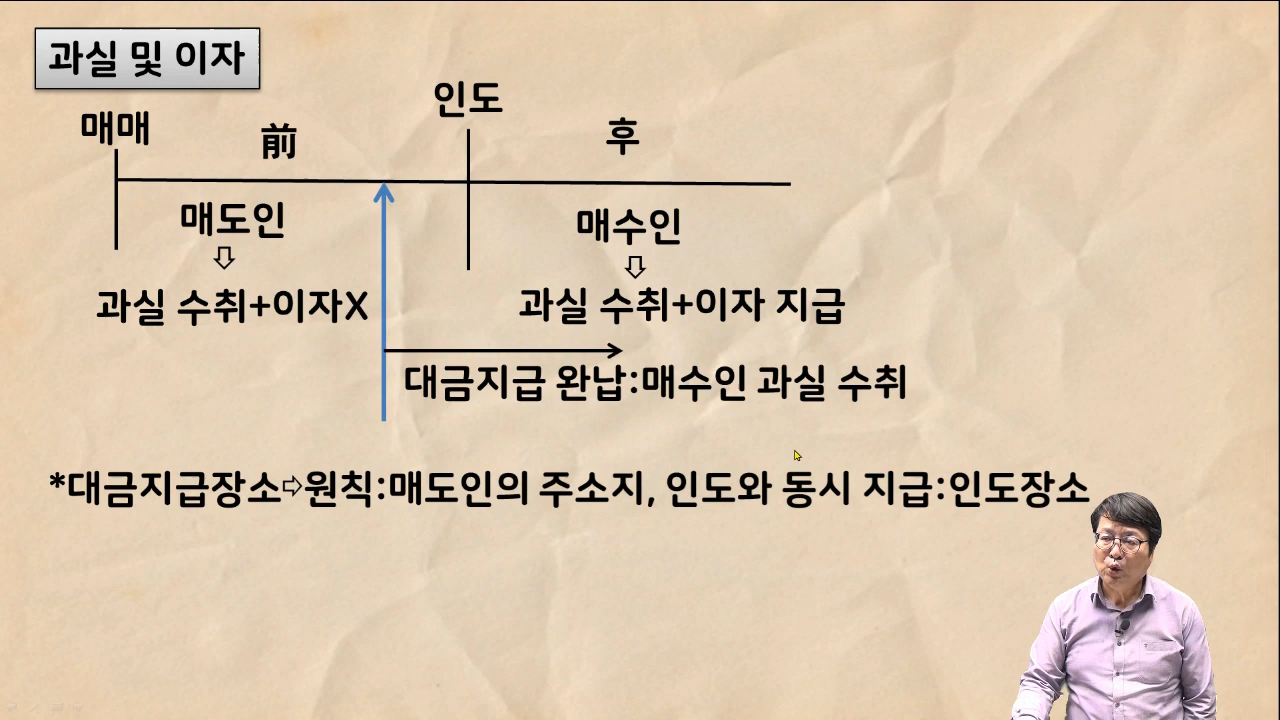 과실 및 이자
인도
매매 前 후
매도인 매수인
⇩ ⇩
과실 수취+이자X 과실 수취+이자 지급
대금지급 완납:매수인 과실 수취
*대금지급장소⇨원칙:매도인의 주소지, 인도와 동시 지급:인도장소